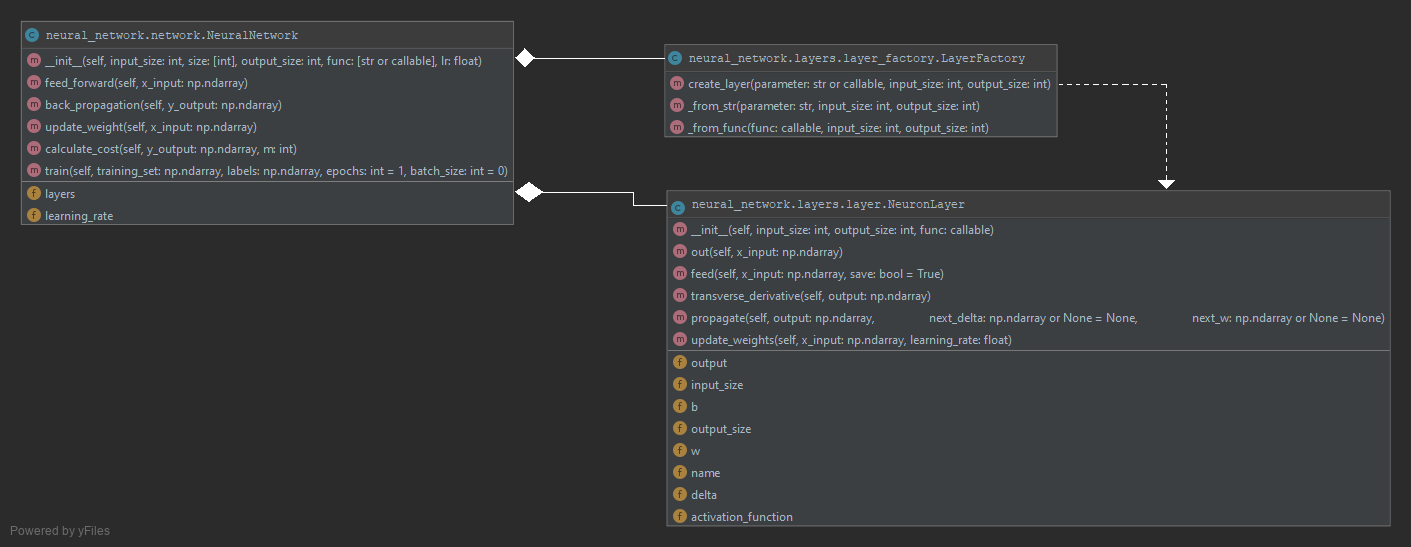 neural_network.network.NeuralNetwork
__init__(self, input_size: int, size: [int], output_size: int, func: [str or callable], lr: float)
feed_forward(self, x_input: np.ndarray)
back_propagation(self, y_output: np.ndarray)
update_weight(self, x_input: np.ndarray)
calculate_cost(self, y_output: np.ndarray, m: int)
train(self, training_set: np.ndarray, labels: np.ndarray, epochs: int = 1, batch_size: int = 0)
layers
learning_rate
neural_network.layers.layer_factory.LayerFactory
create_layer(parameter: str or callable, input_size: int, output_size: int)
_from_str(parameter: str, input_size: int, output_size: int)
_from_func(func: callable, input_size: int, output_size: int)
neural_network.layers.layer.NeuronLayer
__init__(self, input_size: int, output_size: int, func: callable)
out(self, x_input: np.ndarray)
feed(self, x_input: np.ndarray, save: bool = True)
transverse_derivative(self, output: np.ndarray)
propagate(self, output: np.ndarray, next_delta: np.ndarray or None = None, next_w: np.ndarray or None = None)
update_weights(self, x_input: np.ndarray, learning_rate: float)
output
input_size
b
output_size
w
name
delta
activation_function
Powered by yFiles